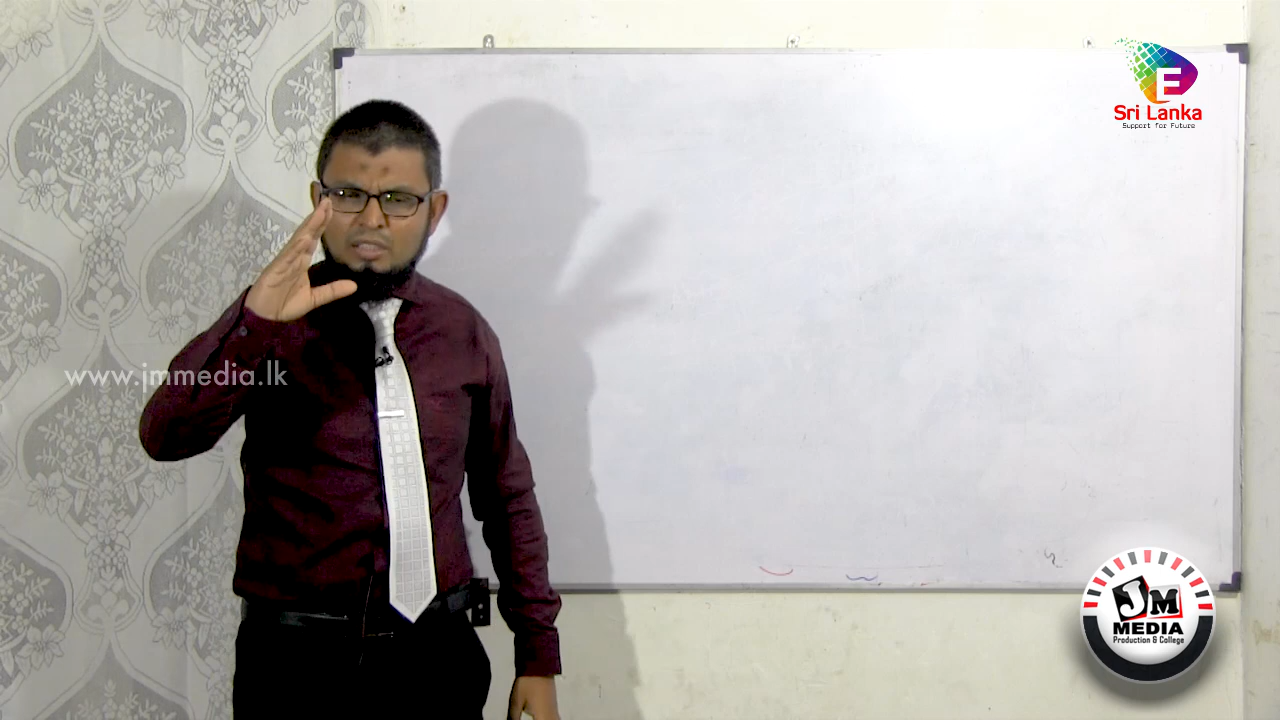 E
Sri Lanka
Support for Future
www.jmmedia.lk
JM
MEDIA
Production & College